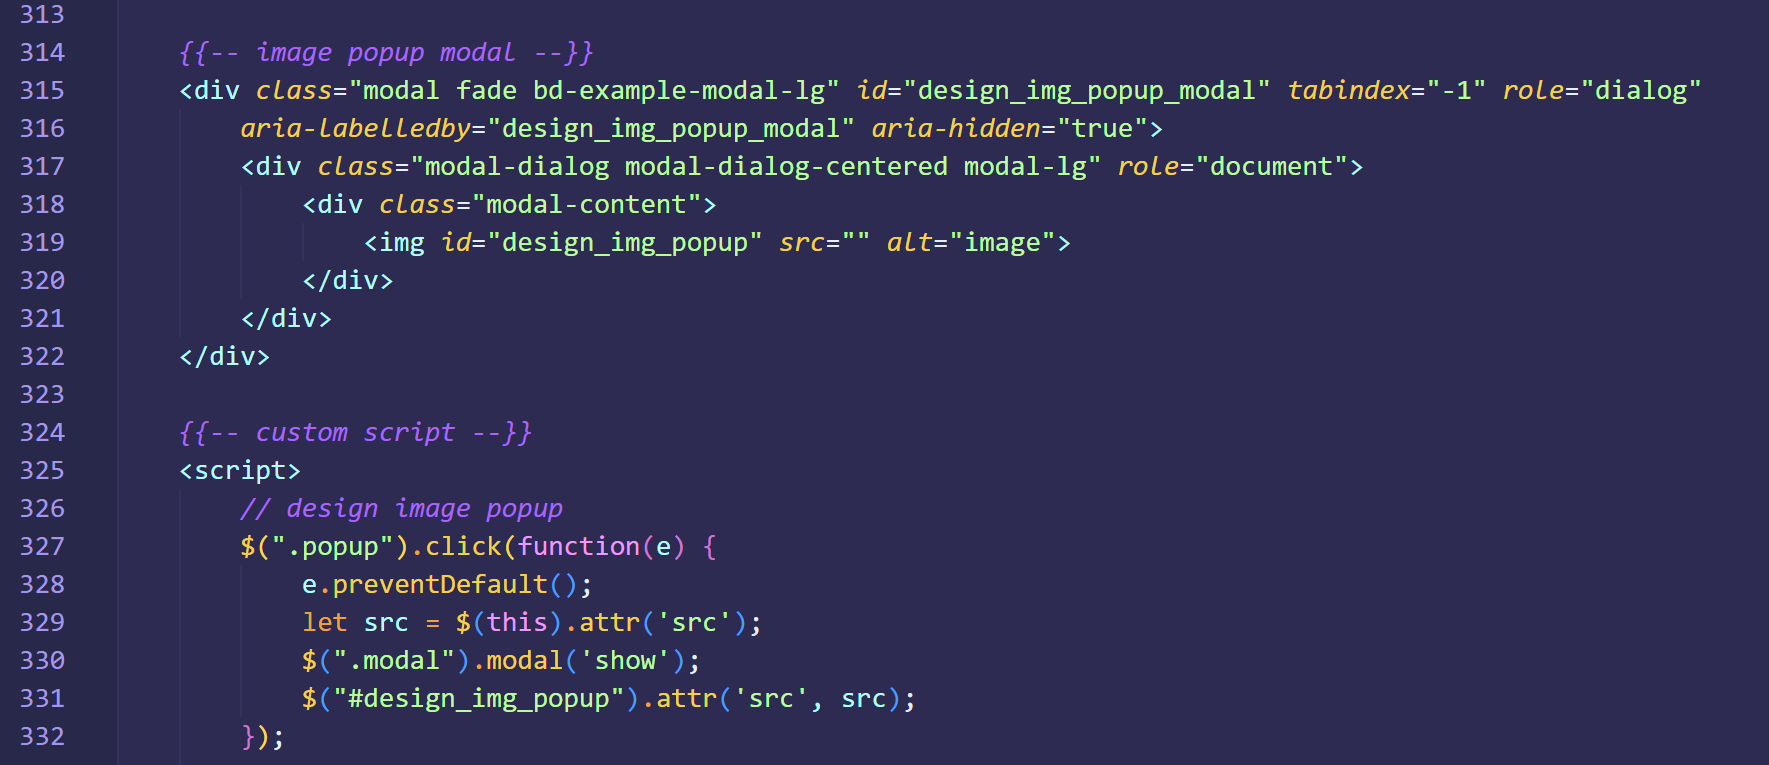 313
314 {{-- image popup modal --}}
315 <div class="modal fade bd-example-modal-lg" id="design_img_popup_modal" tabindex="-1" role="dialog"
316 aria-labelledby="design_img_popup_modal" aria-hidden="true">
317 <div class="modal-dialog modal-dialog-centered modal-lg" role="document">
318 <div class="modal-content">
319 <img id="design_img_popup" src="" alt="image">
320 </div>
321 </div>
322 </div>
323
324 {{-- custom script --}}
325 <script>
326 // design image popup
327 $(".popup").click(function(e) {
328 e.preventDefault();
329 let src = $(this).attr('src');
330 $(".modal").modal('show');
331 $("#design_img_popup").attr('src', src);
332 });